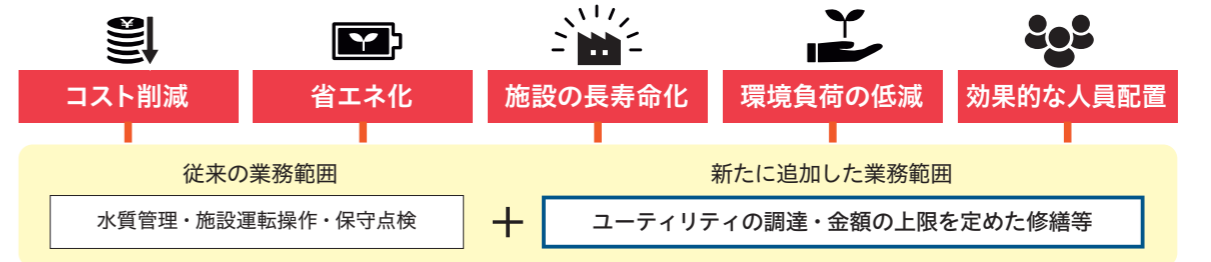 ¥
コスト削減
省エネ化
施設の長寿命化
環境負荷の低減
効果的な人員配置
従来の業務範囲
新たに追加した業務範囲
水質管理・施設運転操作・保守点検
＋
ユーティリティの調達・金額の上限を定めた修繕等